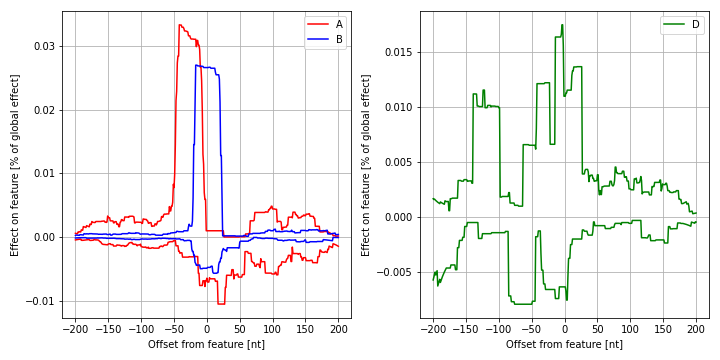 A
B
0.03
0.02
0.01
0.00
−0.01
Effect on feature [% of global effect]
−200 −150 −100 −50 0 50 100 150 200
Offset from feature [nt]
D
0.015
0.010
0.005
0.000
−0.005
Effect on feature [% of global effect]
−200 −150 −100 −50 0 50 100 150 200
Offset from feature [nt]